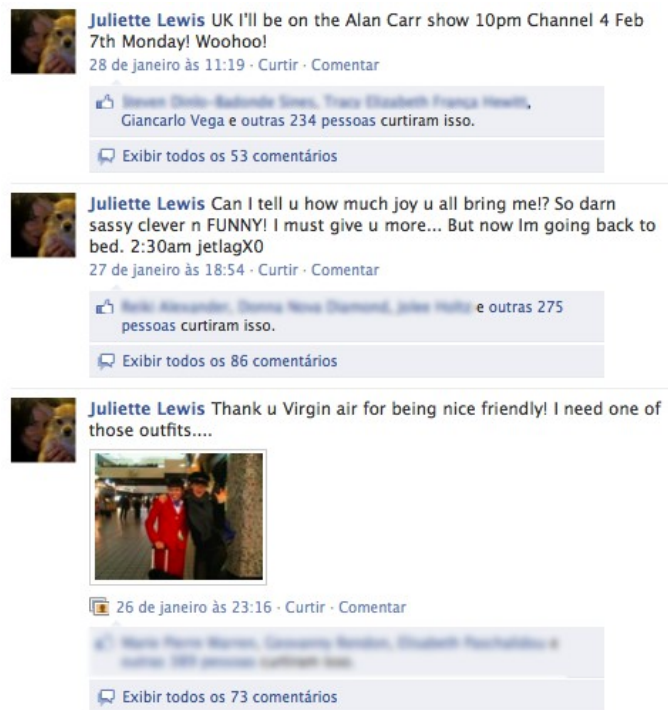 Juliette Lewis UK I'll be on the Alan Carr show 10pm Channel 4 Feb
7th Monday! Woohoo!
28 de janeiro às 11:19 · Curtir · Comentar
Giancarlo Vega e outras 234 pessoas curtiram isso.
Exibir todos os 53 comentários
Juliette Lewis Can I tell u how much joy u all bring me!? So darn
sassy clever n FUNNY! I must give u more... But now Im going back to
bed. 2:30am jetlagX0
27 de janeiro às 18:54 · Curtir · Comentar
e outras 275
pessoas curtiram isso.
Exibir todos os 86 comentários
Juliette Lewis Thank u Virgin air for being nice friendly! I need one of
those outfits....
26 de janeiro às 23:16 · Curtir · Comentar
Exibir todos os 73 comentários